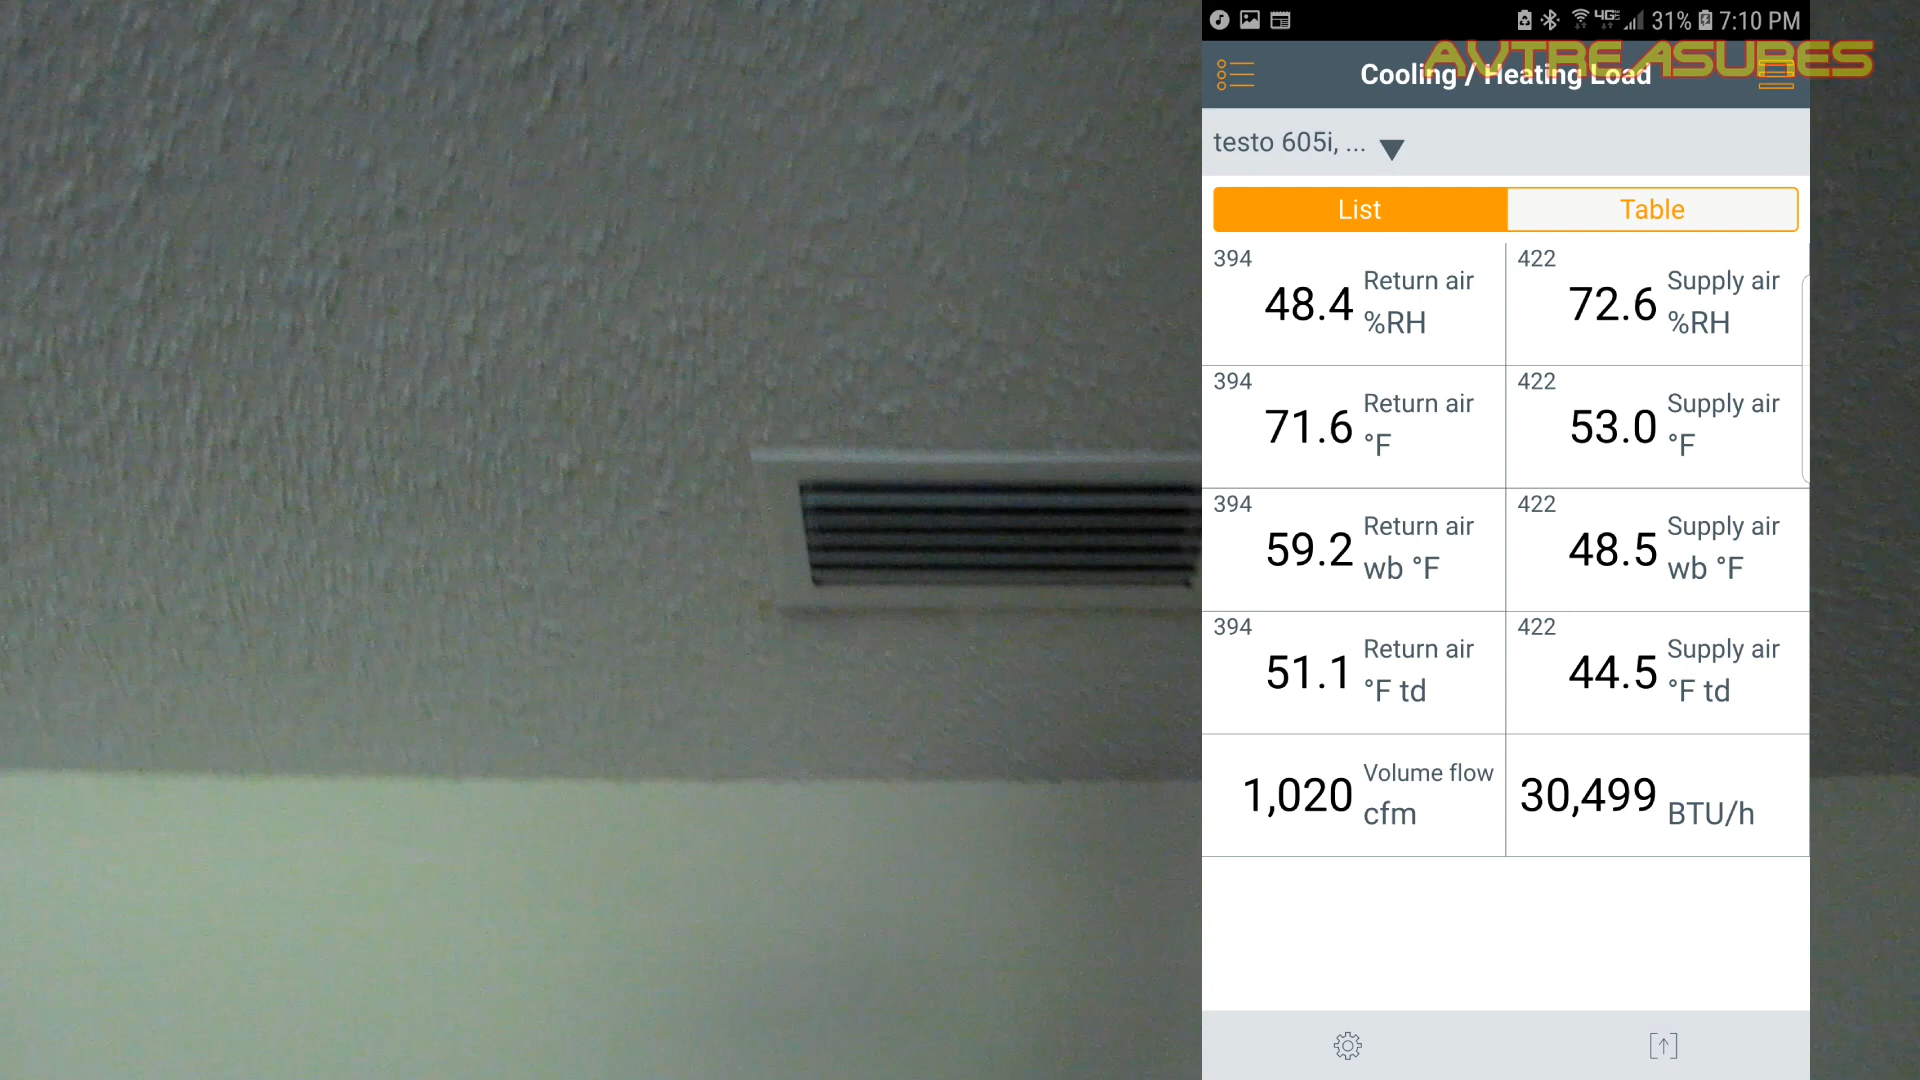 4G 31% 7:10 PM
AVTREASURES
Cooling / Heating Load
testo 605i, ...
List Table
394 48.4 Return air %RH
422 72.6 Supply air %RH
394 71.6 Return air °F
422 53.0 Supply air °F
394 59.2 Return air wb °F
422 48.5 Supply air wb °F
394 51.1 Return air °F td
422 44.5 Supply air °F td
1,020 Volume flow cfm
30,499 BTU/h